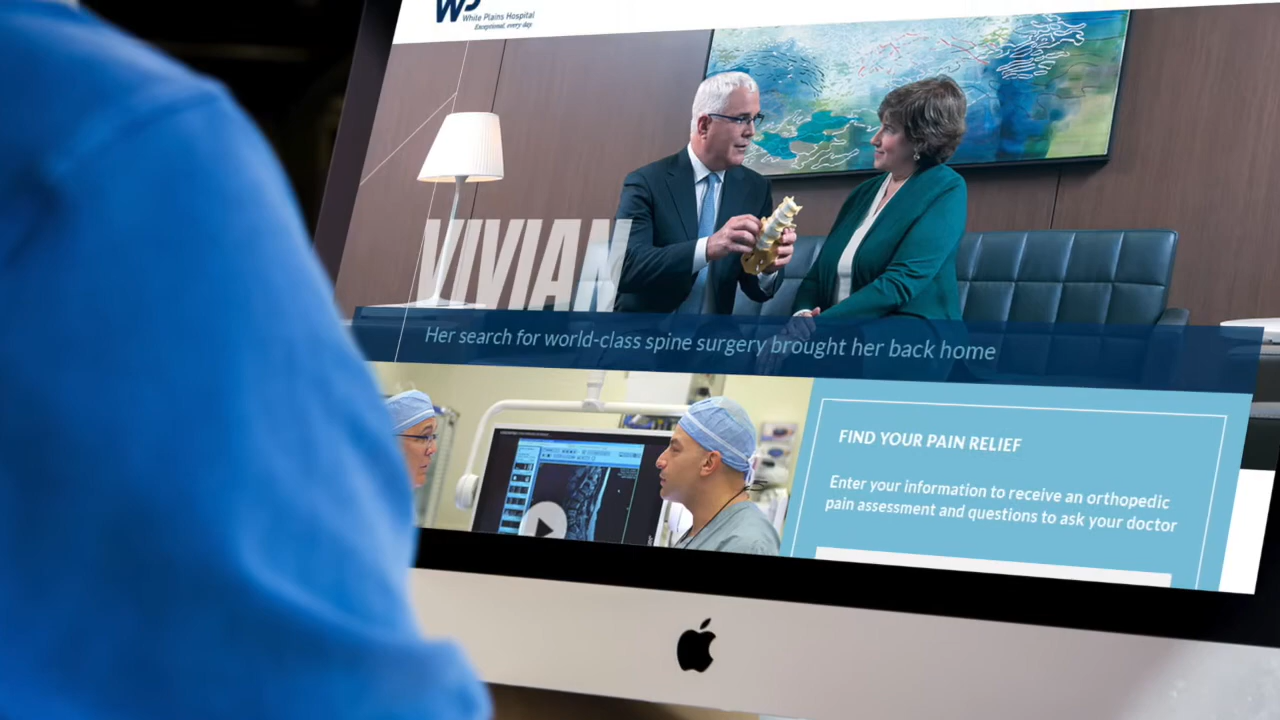 White Plains Hospital
Exceptional, every day.
VIVIAN
Her search for world-class spine surgery brought her back home
FIND YOUR PAIN RELIEF
Enter your information to receive an orthopedic
pain assessment and questions to ask your doctor